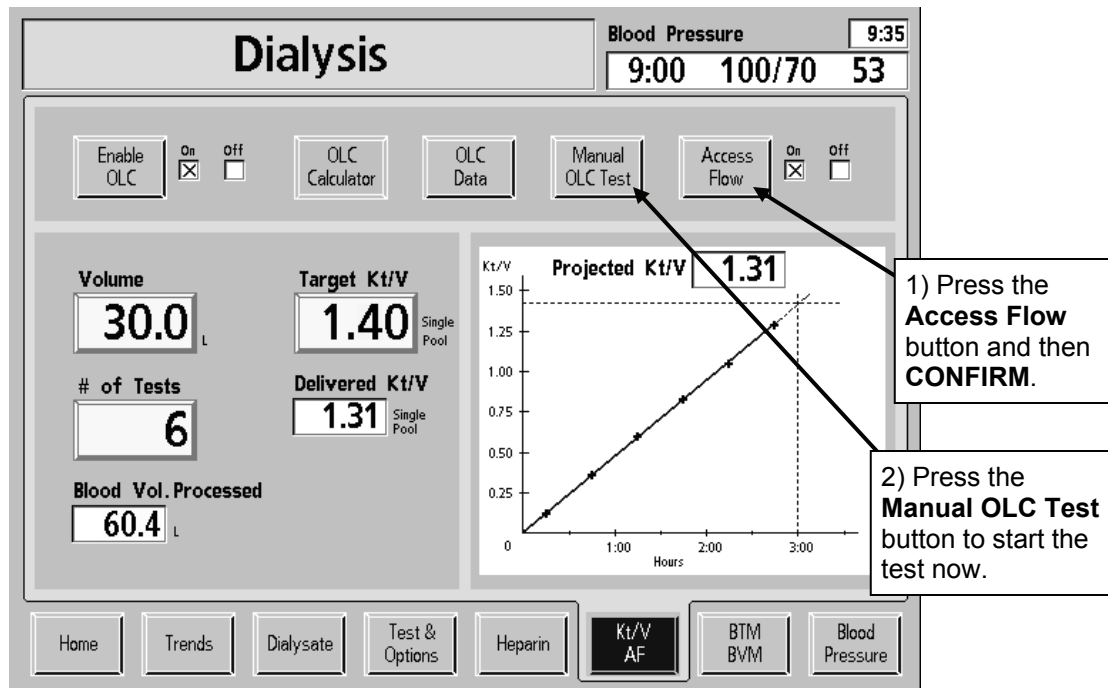 Dialysis
Blood Pressure
9:35
9:00 100/70 53
Enable
OLC
On
Off
OLC
Calculator
OLC
Data
Manual
OLC Test
Access
Flow
On
Off
Volume
30.0 L
Target Kt/V
1.40 Single
Pool
# of Tests
6
Delivered Kt/V
1.31 Single
Pool
Blood Vol.Processed
60.4 L
Kt/V
Projected Kt/V 1.31
1.50
1.25
1.00
0.75
0.50
0.25
0 1:00 2:00 3:00
Hours
1) Press the
Access Flow
button and then
CONFIRM.
2) Press the
Manual OLC Test
button to start the
test now.
Home
Trends
Dialysate
Test &
Options
Heparin
Kt/V
AF
BTM
BVM
Blood
Pressure